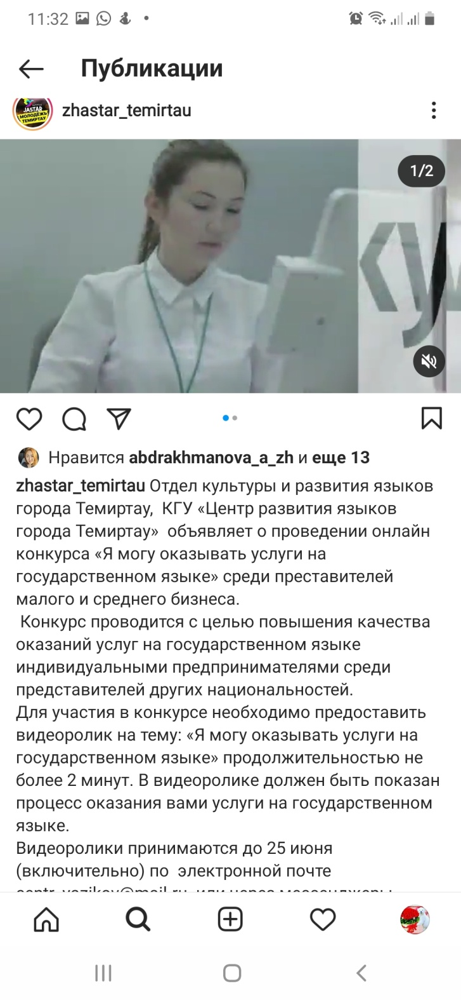 11:32
Публикации
JASTAR
МОЛОДЁЖЬ
ТЕМИРТАУ
zhastar_temirtau
1/2
Нравится abdrakhmanova_a_zh и еще 13
zhastar_temirtau Отдел культуры и развития языков
города Темиртау, КГУ «Центр развития языков
города Темиртау» объявляет о проведении онлайн
конкурса «Я могу оказывать услуги на
государственном языке» среди преставителей
малого и среднего бизнеса.
Конкурс проводится с целью повышения качества
оказаний услуг на государственном языке
индивидуальными предпринимателями среди
представителей других национальностей.
Для участия в конкурсе необходимо предоставить
видеоролик на тему: «Я могу оказывать услуги на
государственном языке» продолжительностью не
более 2 минут. В видеоролике должен быть показан
процесс оказания вами услуги на государственном
языке.
Видеоролики принимаются до 25 июня
(включительно) по электронной почте